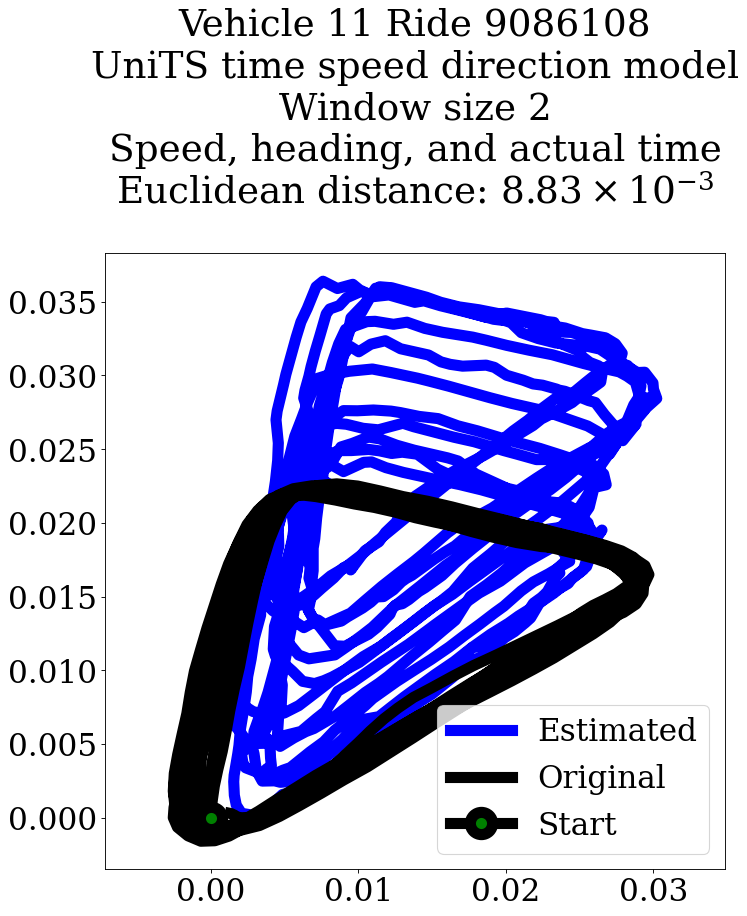 Vehicle 11 Ride 9086108
UniTS time speed direction model
Window size 2
Speed, heading, and actual time
Euclidean distance: 8.83 × 10⁻³
0.035
0.030
0.025
0.020
0.015
0.010
0.005
0.000
Estimated
Original
Start
0.00 0.01 0.02 0.03